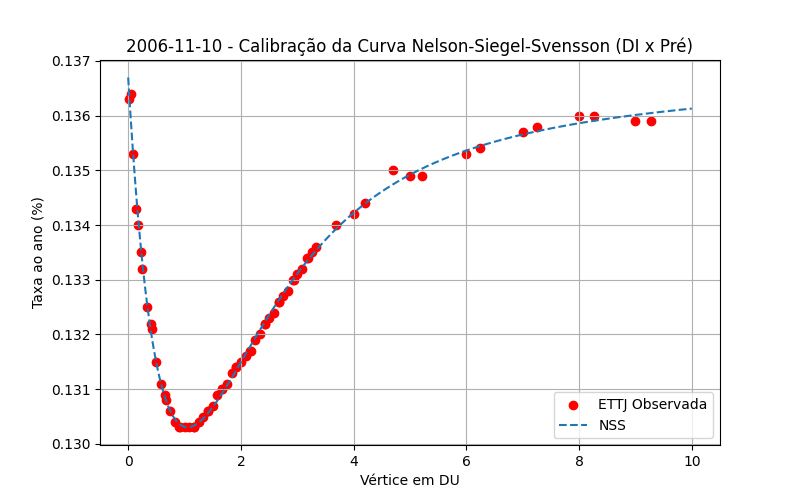 2006-11-10 - Calibração da Curva Nelson-Siegel-Svensson (DI x Pré)
0.137
0.136
0.135
0.134
0.133
0.132
0.131
0.130
Taxa ao ano (%)
0
2
4
6
8
10
Vértice em DU
ETTJ Observada
NSS